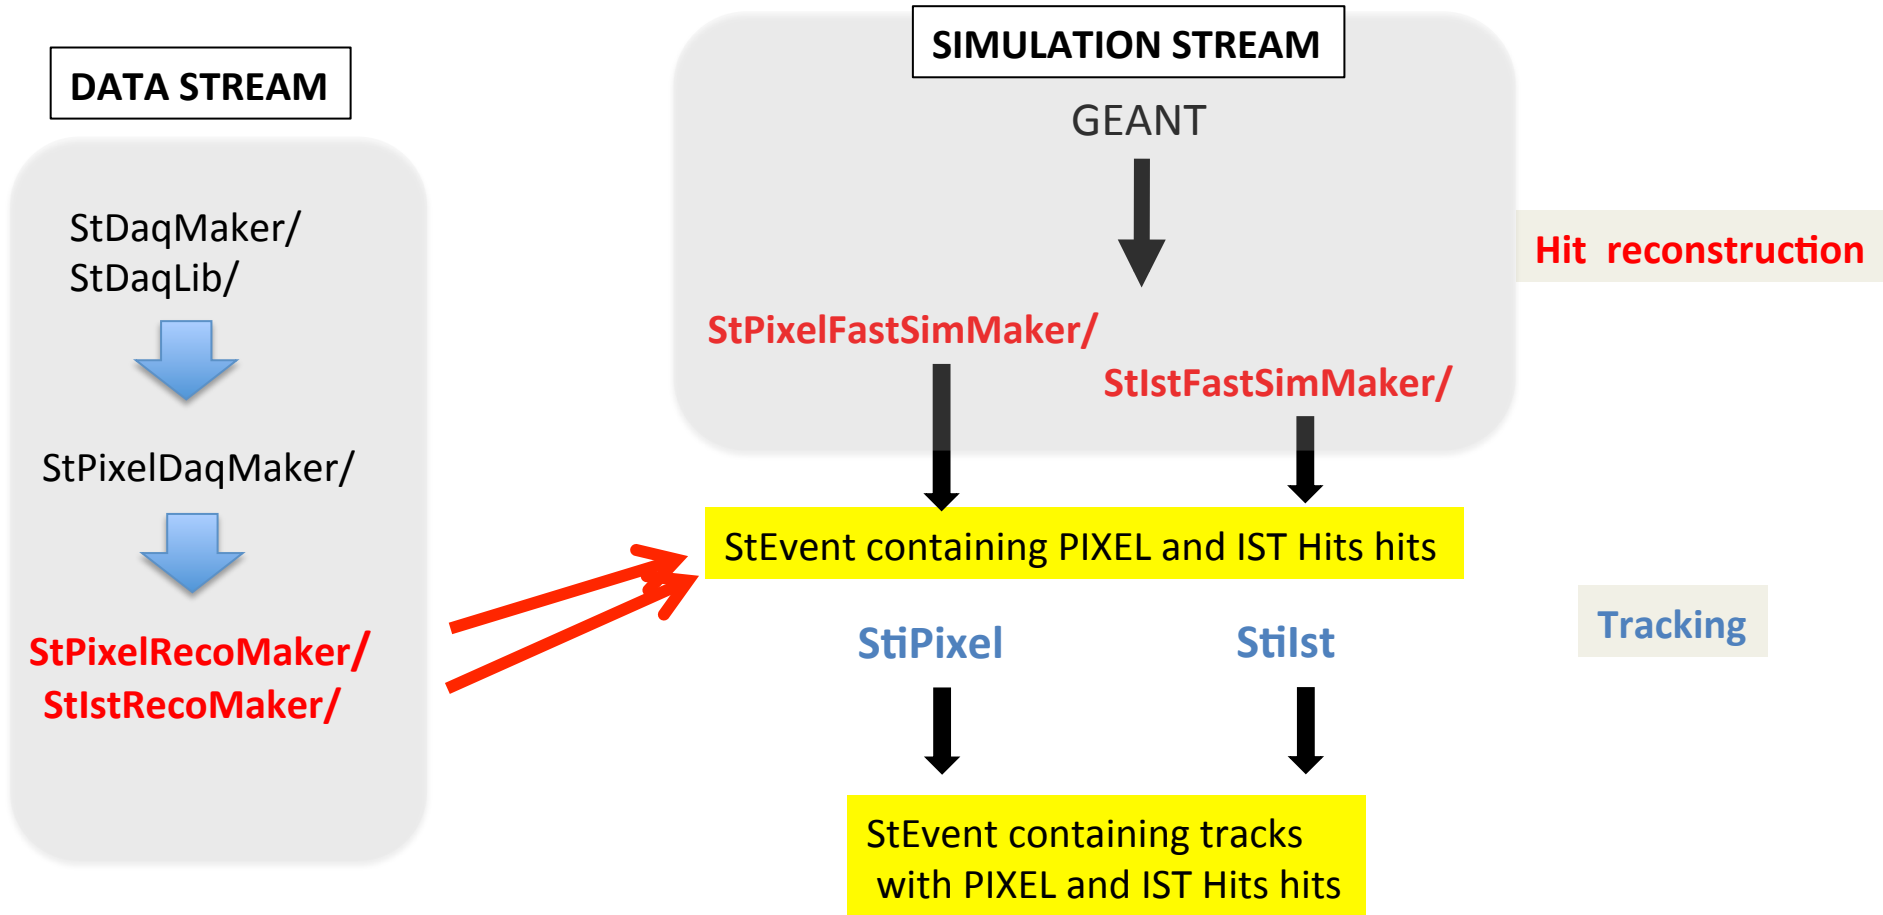 DATA STREAM
StDaqMaker/
StDaqLib/
StPixelDaqMaker/
StPixelRecoMaker/
StIstRecoMaker/
SIMULATION STREAM
GEANT
StPixelFastSimMaker/
StIstFastSimMaker/
Hit reconstruction
StEvent containing PIXEL and IST Hits hits
StiPixel
StiIst
Tracking
StEvent containing tracks
with PIXEL and IST Hits hits